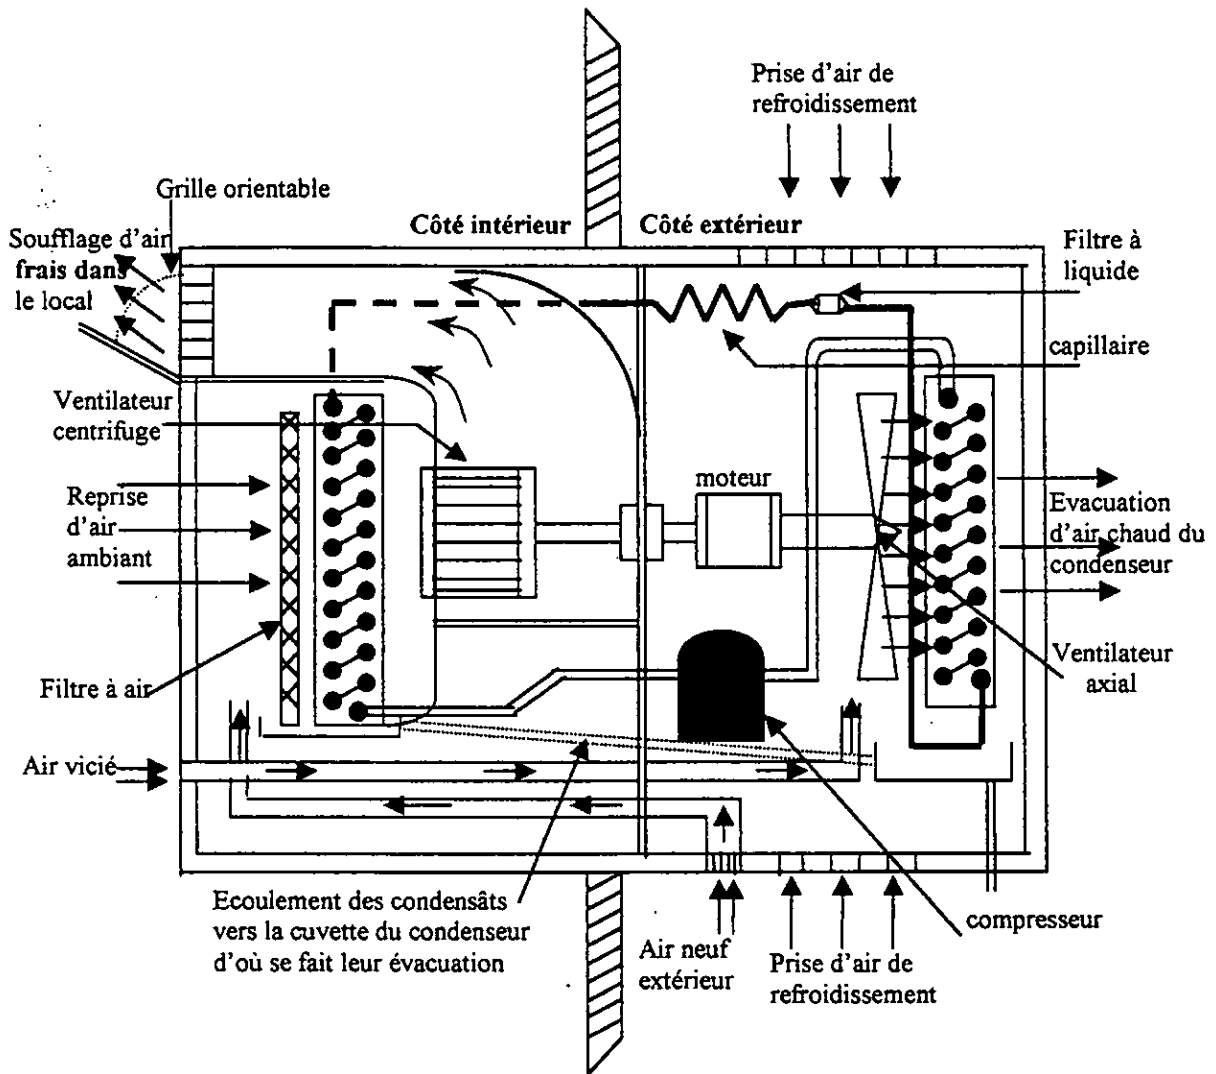 Prise d'air de
refroidissement
Grille orientable
Côté intérieur
Côté extérieur
Soufflage d'air
frais dans
le local
Filtre à
liquide
capillaire
Ventilateur
centrifuge
moteur
Reprise
d'air
ambiant
Evacuation
d'air chaud du
condenseur
Filtre à air
Ventilateur
axial
Air vicié
Ecoulement des condensâts
vers la cuvette du condenseur
d'où se fait leur évacuation
Air neuf
extérieur
Prise d'air de
refroidissement
compresseur